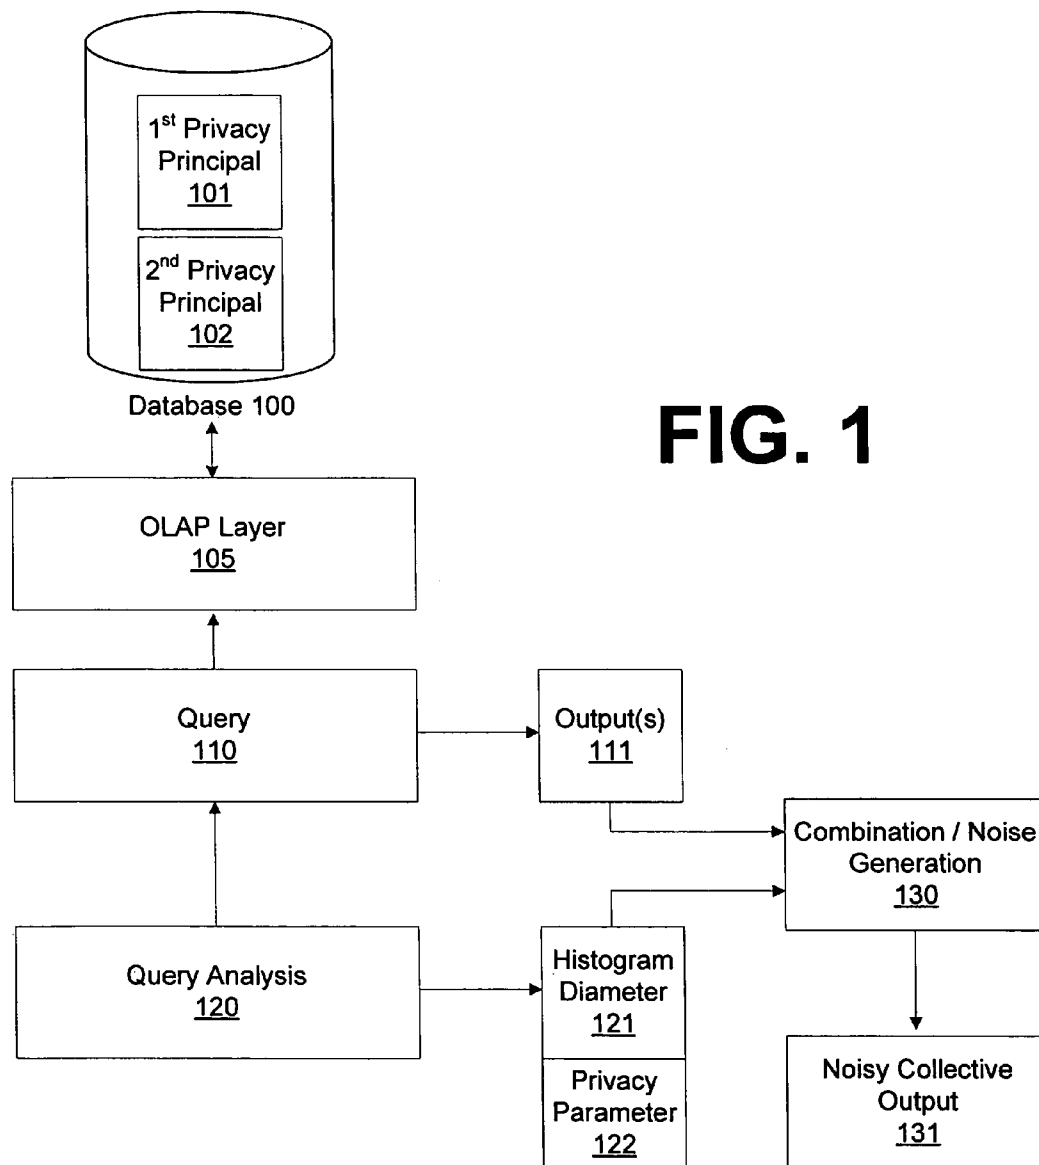 1st Privacy
Principal
101
2nd Privacy
Principal
102
Database 100
FIG. 1
OLAP Layer
105
Query
110
Output(s)
111
Combination / Noise
Generation
130
Query Analysis
120
Histogram
Diameter
121
Privacy
Parameter
122
Noisy Collective
Output
131